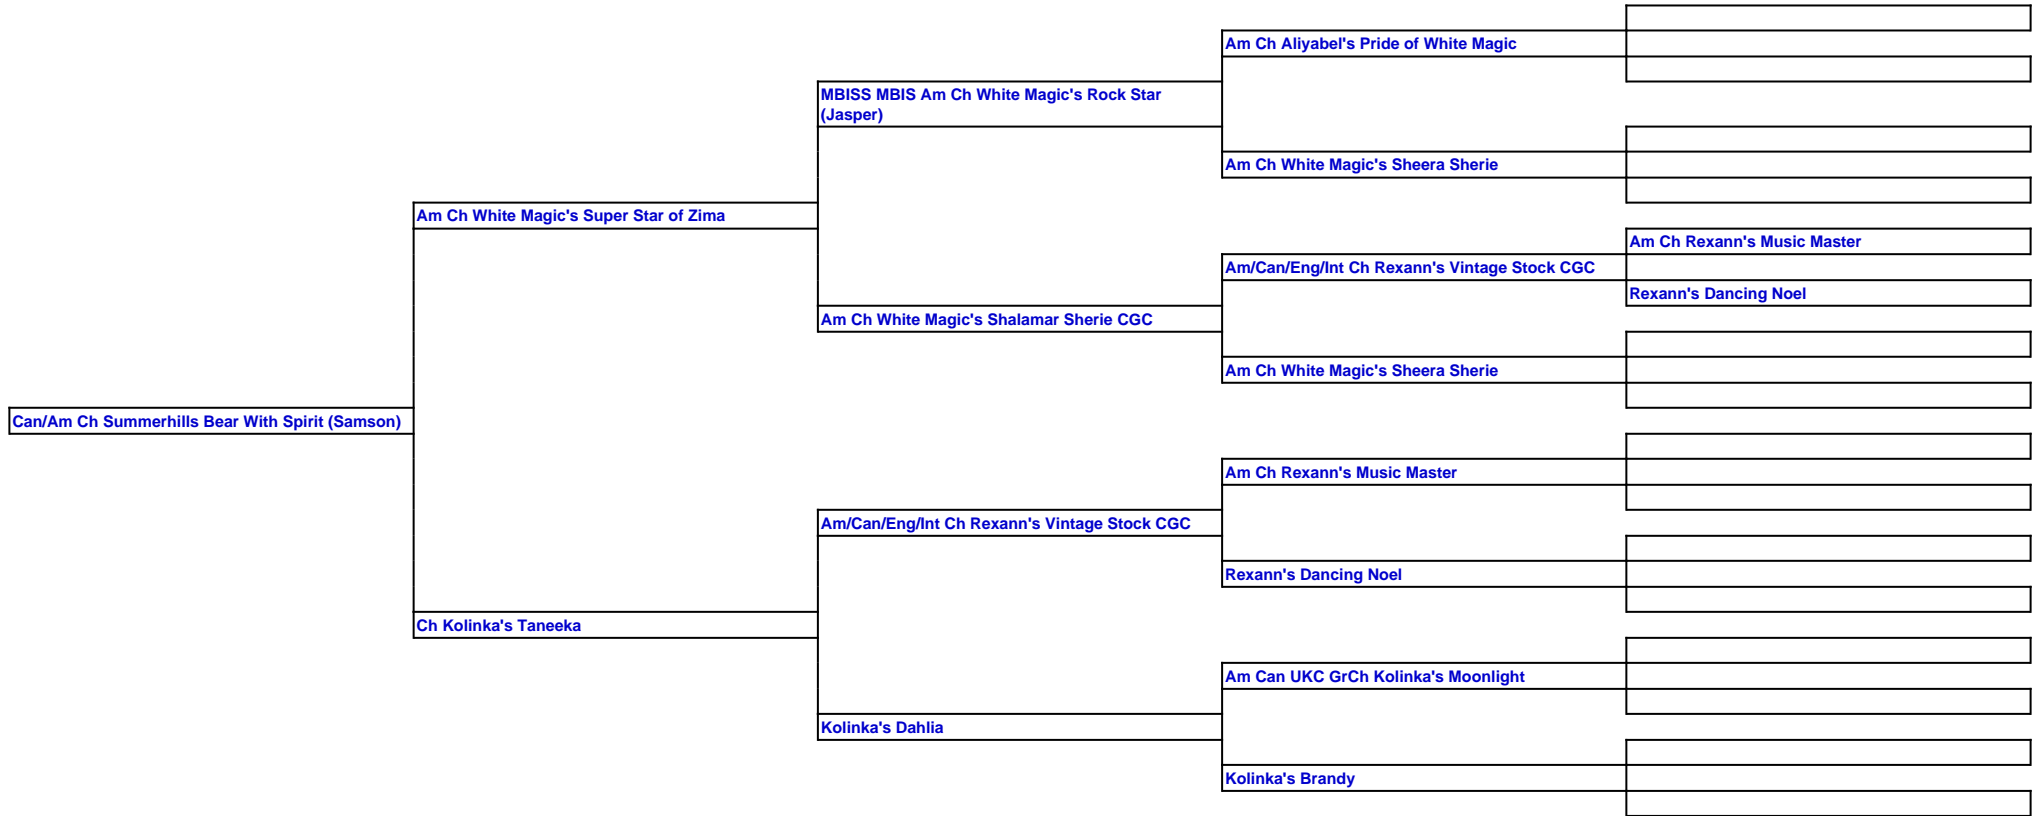 Am Ch Aliyabel's Pride of White Magic
MBISS MBIS Am Ch White Magic's Rock Star
(Jasper)
Am Ch White Magic's Sheera Sherie
Am Ch White Magic's Super Star of Zima
Am Ch Rexann's Music Master
Am/Can/Eng/Int Ch Rexann's Vintage Stock CGC
Rexann's Dancing Noel
Am Ch White Magic's Shalamar Sherie CGC
Am Ch White Magic's Sheera Sherie
Can/Am Ch Summerhills Bear With Spirit (Samson)
Am Ch Rexann's Music Master
Am/Can/Eng/Int Ch Rexann's Vintage Stock CGC
Rexann's Dancing Noel
Ch Kolinka's Taneeka
Am Can UKC GrCh Kolinka's Moonlight
Kolinka's Dahlia
Kolinka's Brandy